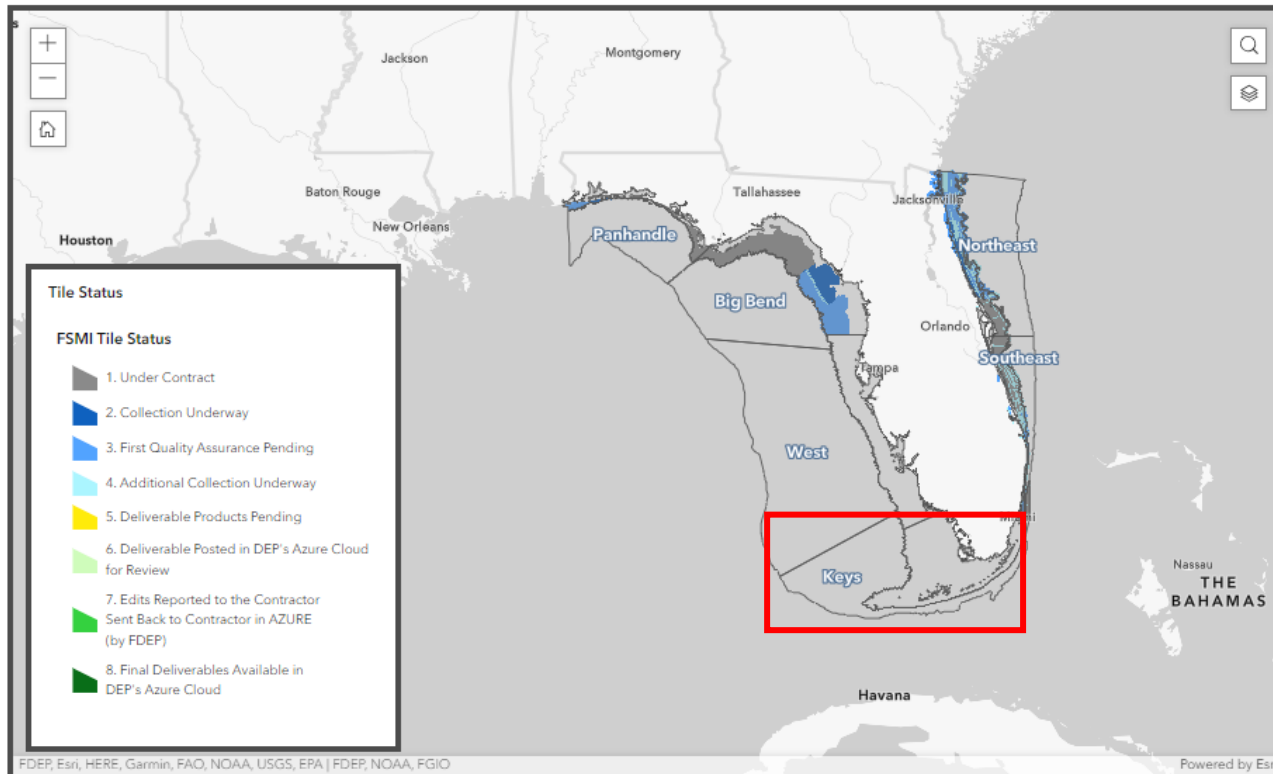 s
+
Montgomery
Jackson
−
Tallahassee
Baton Rouge
Jacksonville
New Orleans
Panhandle
Houston
Northeast
Big Bend
Orlando
Southeast
Tampa
West
Miami
Keys
Nassau
THE
BAHAMAS
Havana
Tile Status
FSMI Tile Status
1. Under Contract
2. Collection Underway
3. First Quality Assurance Pending
4. Additional Collection Underway
5. Deliverable Products Pending
6. Deliverable Posted in DEP's Azure Cloud
for Review
7. Edits Reported to the Contractor
Sent Back to Contractor in AZURE
(by FDEP)
8. Final Deliverables Available in
DEP's Azure Cloud
FDEP, Esri, HERE, Garmin, FAO, NOAA, USGS, EPA | FDEP, NOAA, FGIO
Powered by Esr